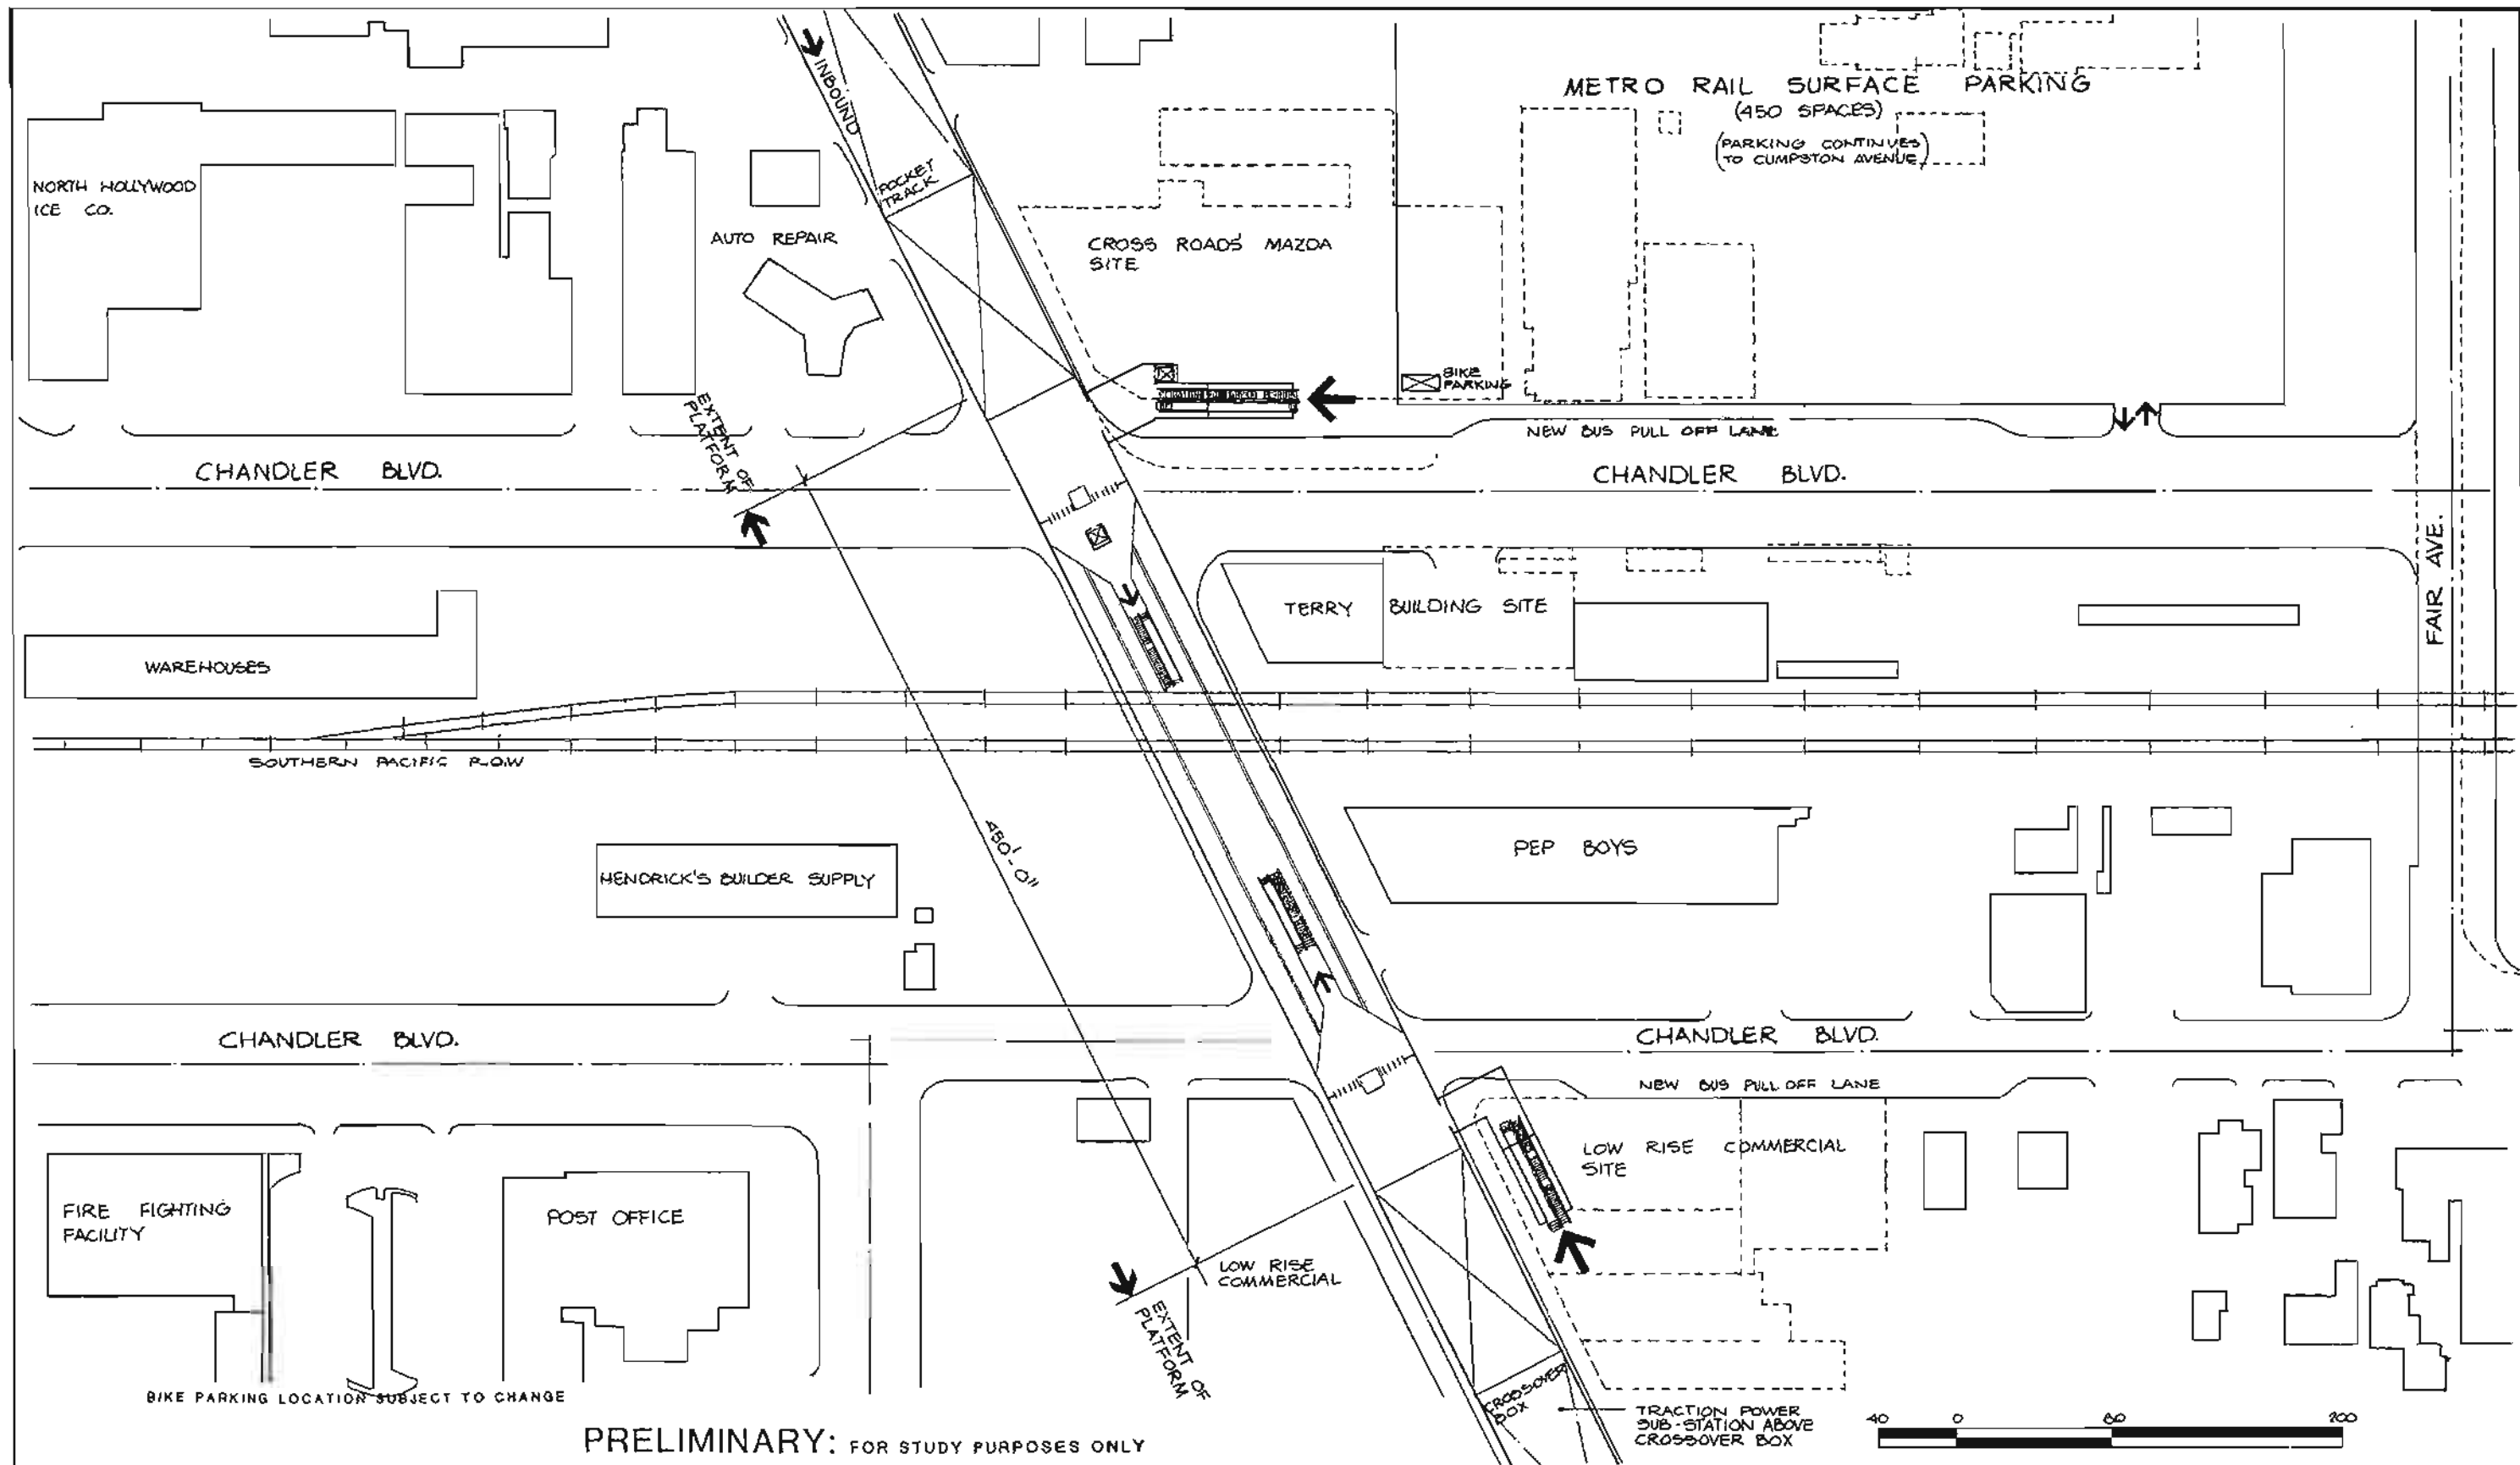 INBOUND
METRO RAIL SURFACE PARKING
(450 SPACES)
(PARKING CONTINUES
TO CUMPSTON AVENUE)
NORTH HOLLYWOOD
ICE CO.
POCKET
TRACK
AUTO REPAIR
CROSS ROADS MAZDA
SITE
BIKE
PARKING
EXTENT OF
PLATFORM
NEW BUS PULL OFF LANE
CHANDLER BLVD.
CHANDLER BLVD.
FAIR AVE.
TERRY BUILDING SITE
WAREHOUSES
SOUTHERN PACIFIC R.O.W
450'-0"
PEP BOYS
HENDRICK'S BUILDER SUPPLY
CHANDLER BLVD.
CHANDLER BLVD.
NEW BUS PULL OFF LANE
LOW RISE COMMERCIAL
SITE
FIRE FIGHTING
FACILITY
POST OFFICE
LOW RISE
COMMERCIAL
EXTENT OF
PLATFORM
CROSSOVER
BOX
BIKE PARKING LOCATION SUBJECT TO CHANGE
TRACTION POWER
SUB-STATION ABOVE
CROSSOVER BOX
40 0 80 200
PRELIMINARY: FOR STUDY PURPOSES ONLY